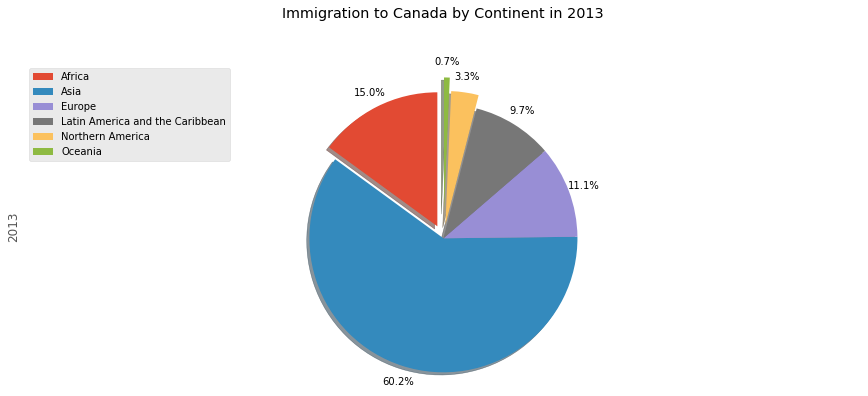 Immigration to Canada by Continent in 2013
Africa
Asia
Europe
Latin America and the Caribbean
Northern America
Oceania
0.7%
3.3%
15.0%
9.7%
11.1%
2013
60.2%